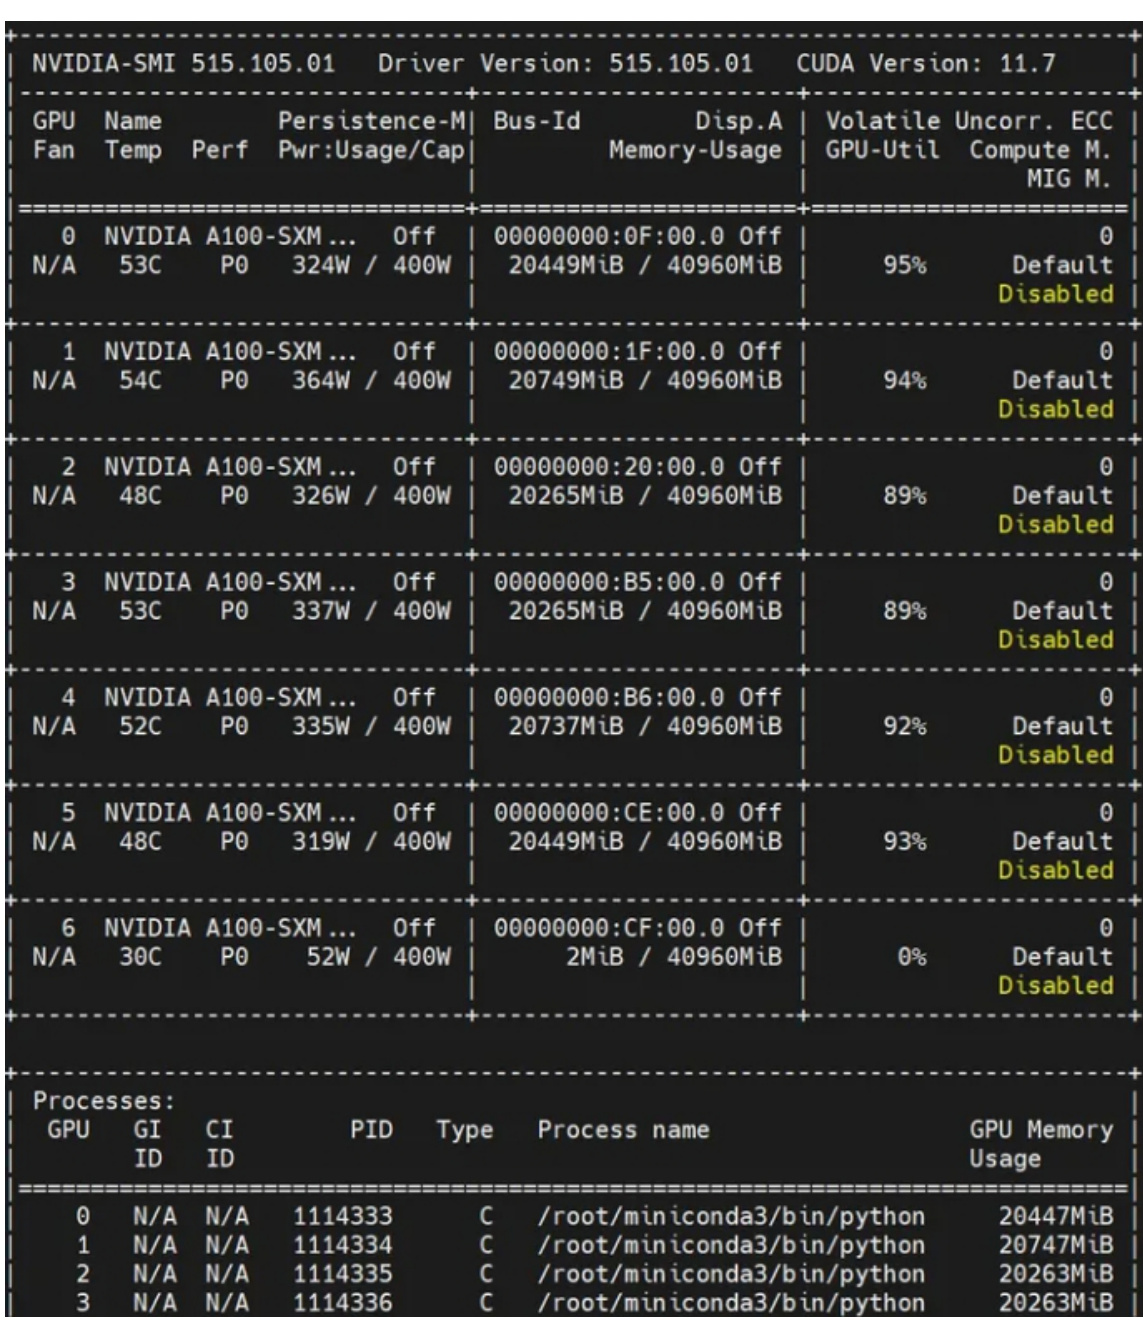 NVIDIA-SMI 515.105.01 Driver Version: 515.105.01 CUDA Version: 11.7
GPU Name Persistence-M| Bus-Id Disp.A | Volatile Uncorr. ECC
Fan Temp Perf Pwr:Usage/Cap| Memory-Usage | GPU-Util Compute M.
MIG M.
0 NVIDIA A100-SXM... Off | 00000000:0F:00.0 Off | 0
N/A 53C P0 324W / 400W | 20449MiB / 40960MiB | 95% Default
Disabled
1 NVIDIA A100-SXM... Off | 00000000:1F:00.0 Off | 0
N/A 54C P0 364W / 400W | 20749MiB / 40960MiB | 94% Default
Disabled
2 NVIDIA A100-SXM... Off | 00000000:20:00.0 Off | 0
N/A 48C P0 326W / 400W | 20265MiB / 40960MiB | 89% Default
Disabled
3 NVIDIA A100-SXM... Off | 00000000:B5:00.0 Off | 0
N/A 53C P0 337W / 400W | 20265MiB / 40960MiB | 89% Default
Disabled
4 NVIDIA A100-SXM... Off | 00000000:B6:00.0 Off | 0
N/A 52C P0 335W / 400W | 20737MiB / 40960MiB | 92% Default
Disabled
5 NVIDIA A100-SXM... Off | 00000000:CE:00.0 Off | 0
N/A 48C P0 319W / 400W | 20449MiB / 40960MiB | 93% Default
Disabled
6 NVIDIA A100-SXM... Off | 00000000:CF:00.0 Off | 0
N/A 30C P0 52W / 400W | 2MiB / 40960MiB | 0% Default
Disabled
Processes:
GPU GI CI PID Type Process name GPU Memory
ID ID Usage
0 N/A N/A 1114333 C /root/miniconda3/bin/python 20447MiB
1 N/A N/A 1114334 C /root/miniconda3/bin/python 20747MiB
2 N/A N/A 1114335 C /root/miniconda3/bin/python 20263MiB
3 N/A N/A 1114336 C /root/miniconda3/bin/python 20263MiB